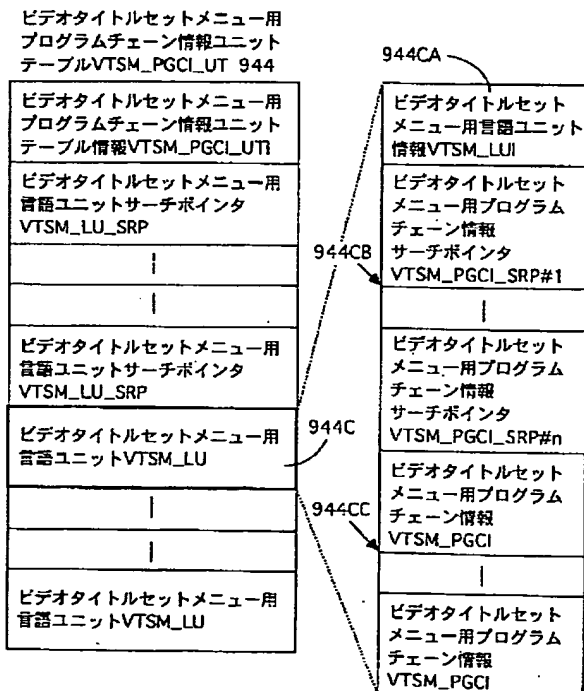 ビデオタイトルセットメニュー用
プログラムチェーン情報ユニット
テーブルVTSM_PGCI_UT 944
ビデオタイトルセットメニュー用
プログラムチェーン情報ユニット
テーブル情報VTSM_PGCI_UTI
ビデオタイトルセットメニュー用
言語ユニットサーチポインタ
VTSM_LU_SRP
ビデオタイトルセットメニュー用
言語ユニットサーチポインタ
VTSM_LU_SRP
ビデオタイトルセットメニュー用
言語ユニットVTSM_LU
ビデオタイトルセットメニュー用
言語ユニットVTSM_LU
944C
944CA
ビデオタイトルセット
メニュー用言語ユニット
情報VTSM_LUI
944CB
ビデオタイトルセット
メニュー用プログラム
チェーン情報
サーチポインタ
VTSM_PGCI_SRP#1
ビデオタイトルセット
メニュー用プログラム
チェーン情報
サーチポインタ
VTSM_PGCI_SRP#n
944CC
ビデオタイトルセット
メニュー用プログラム
チェーン情報
VTSM_PGCI
ビデオタイトルセット
メニュー用プログラム
チェーン情報
VTSM_PGCI